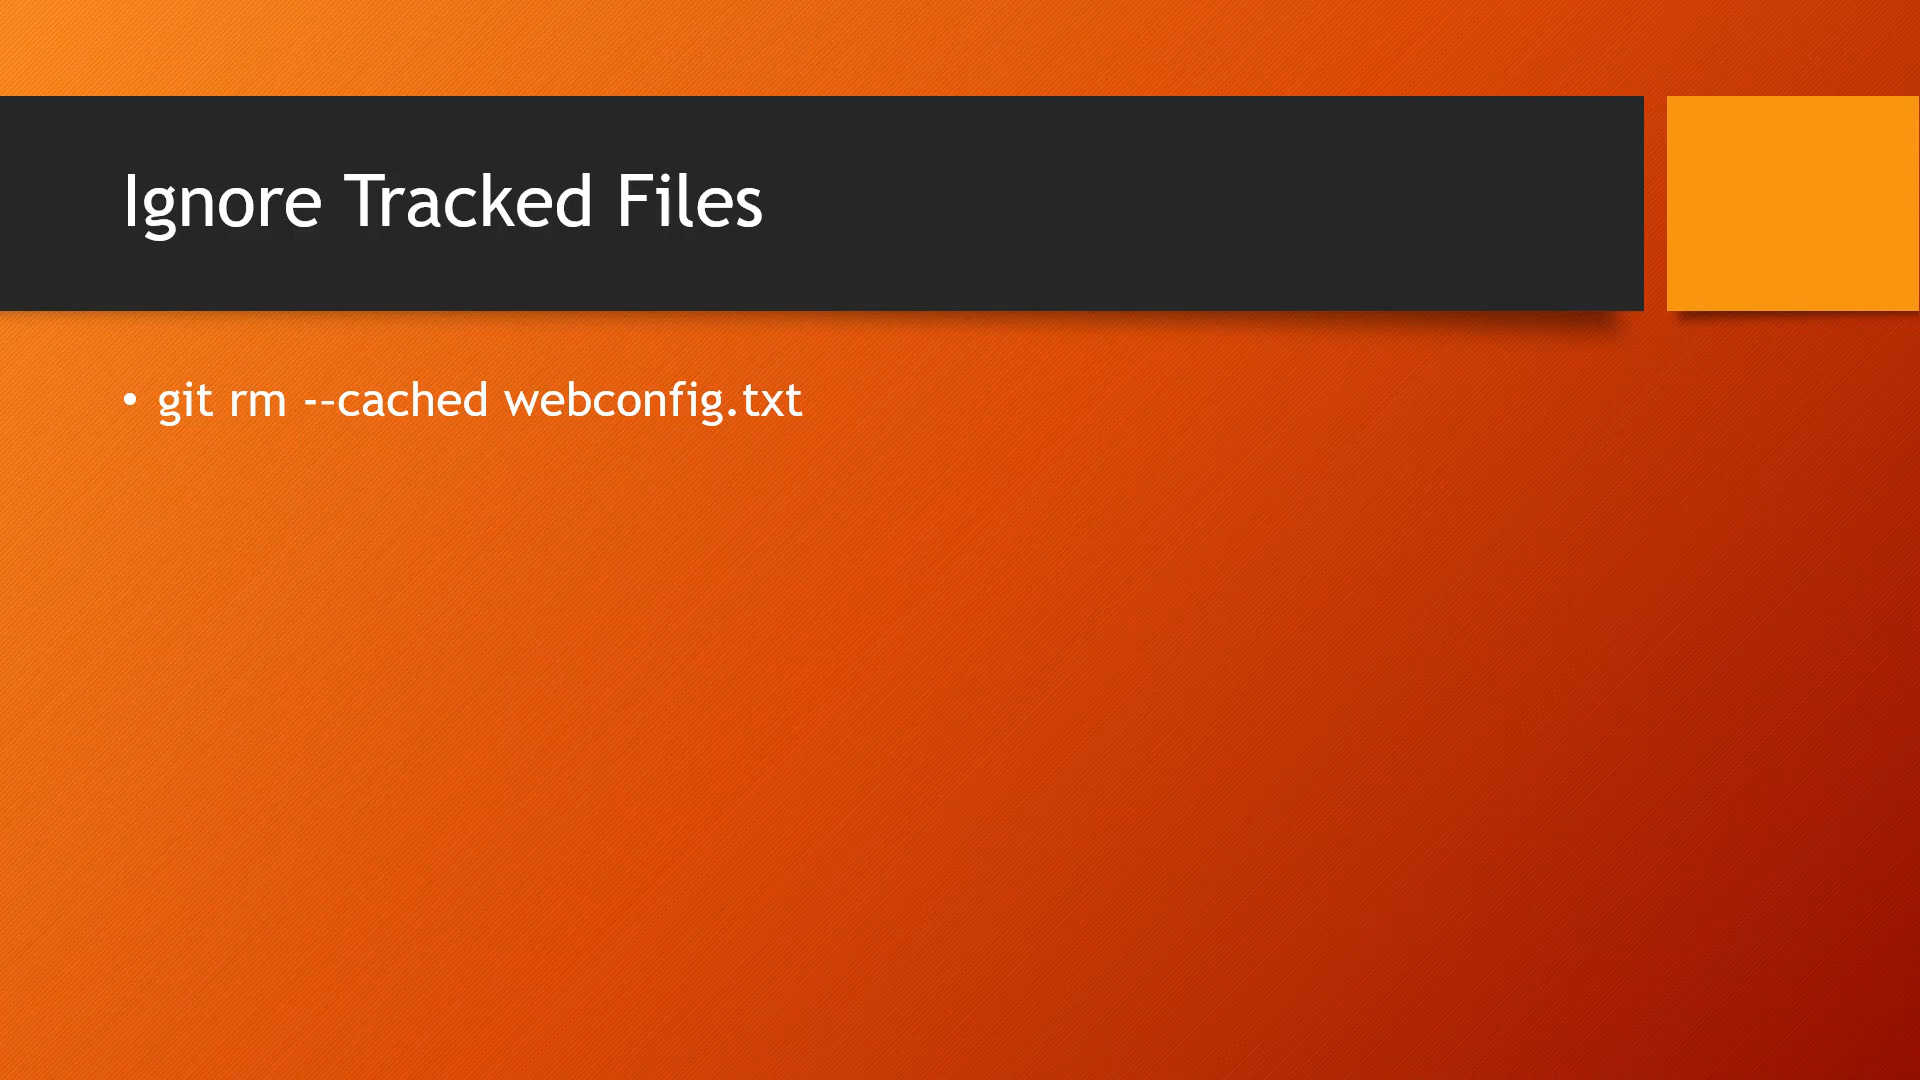 Ignore Tracked Files
• git rm --cached webconfig.txt